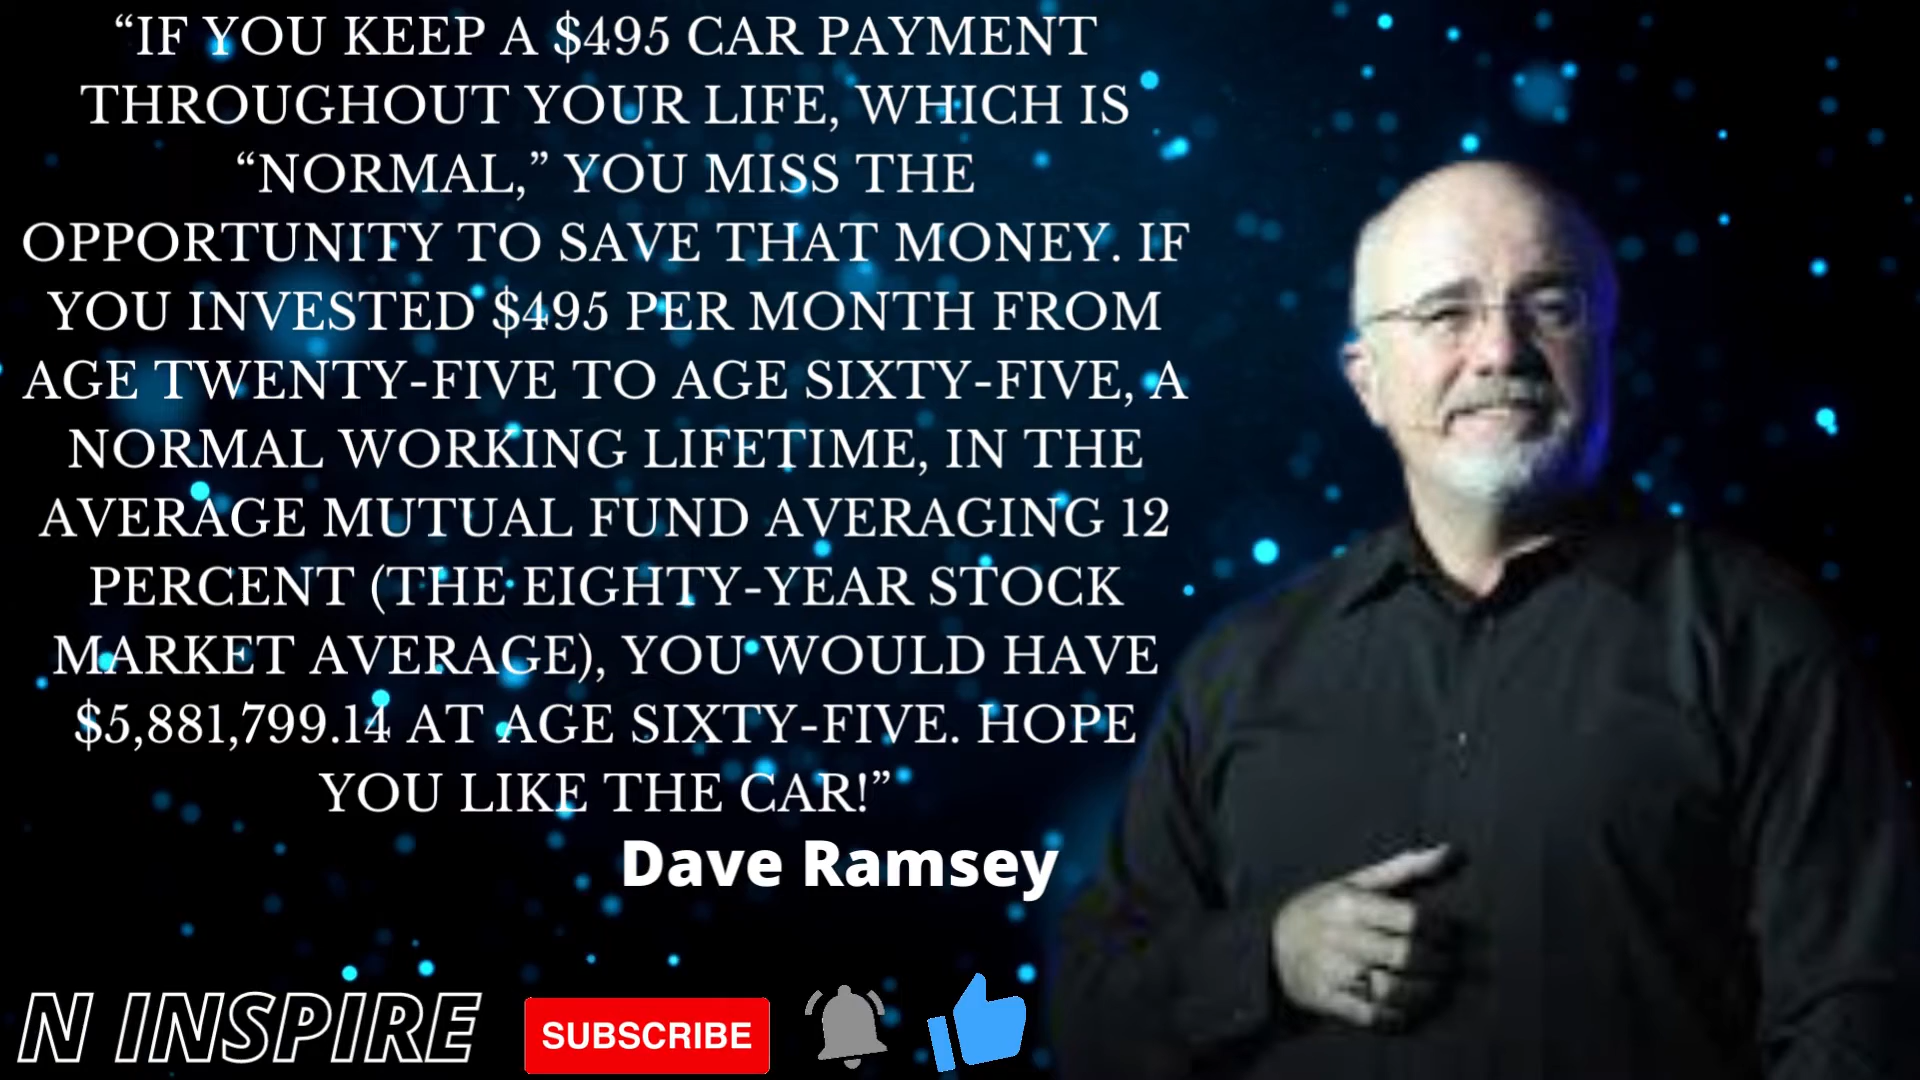 “IF YOU KEEP A $495 CAR PAYMENT
THROUGHOUT YOUR LIFE, WHICH IS
“NORMAL,” YOU MISS THE
OPPORTUNITY TO SAVE THAT MONEY. IF
YOU INVESTED $495 PER MONTH FROM
AGE TWENTY-FIVE TO AGE SIXTY-FIVE, A
NORMAL WORKING LIFETIME, IN THE
AVERAGE MUTUAL FUND AVERAGING 12
PERCENT (THE EIGHTY-YEAR STOCK
MARKET AVERAGE), YOU WOULD HAVE
$5,881,799.14 AT AGE SIXTY-FIVE. HOPE
YOU LIKE THE CAR!”
Dave Ramsey
N INSPIRE
SUBSCRIBE